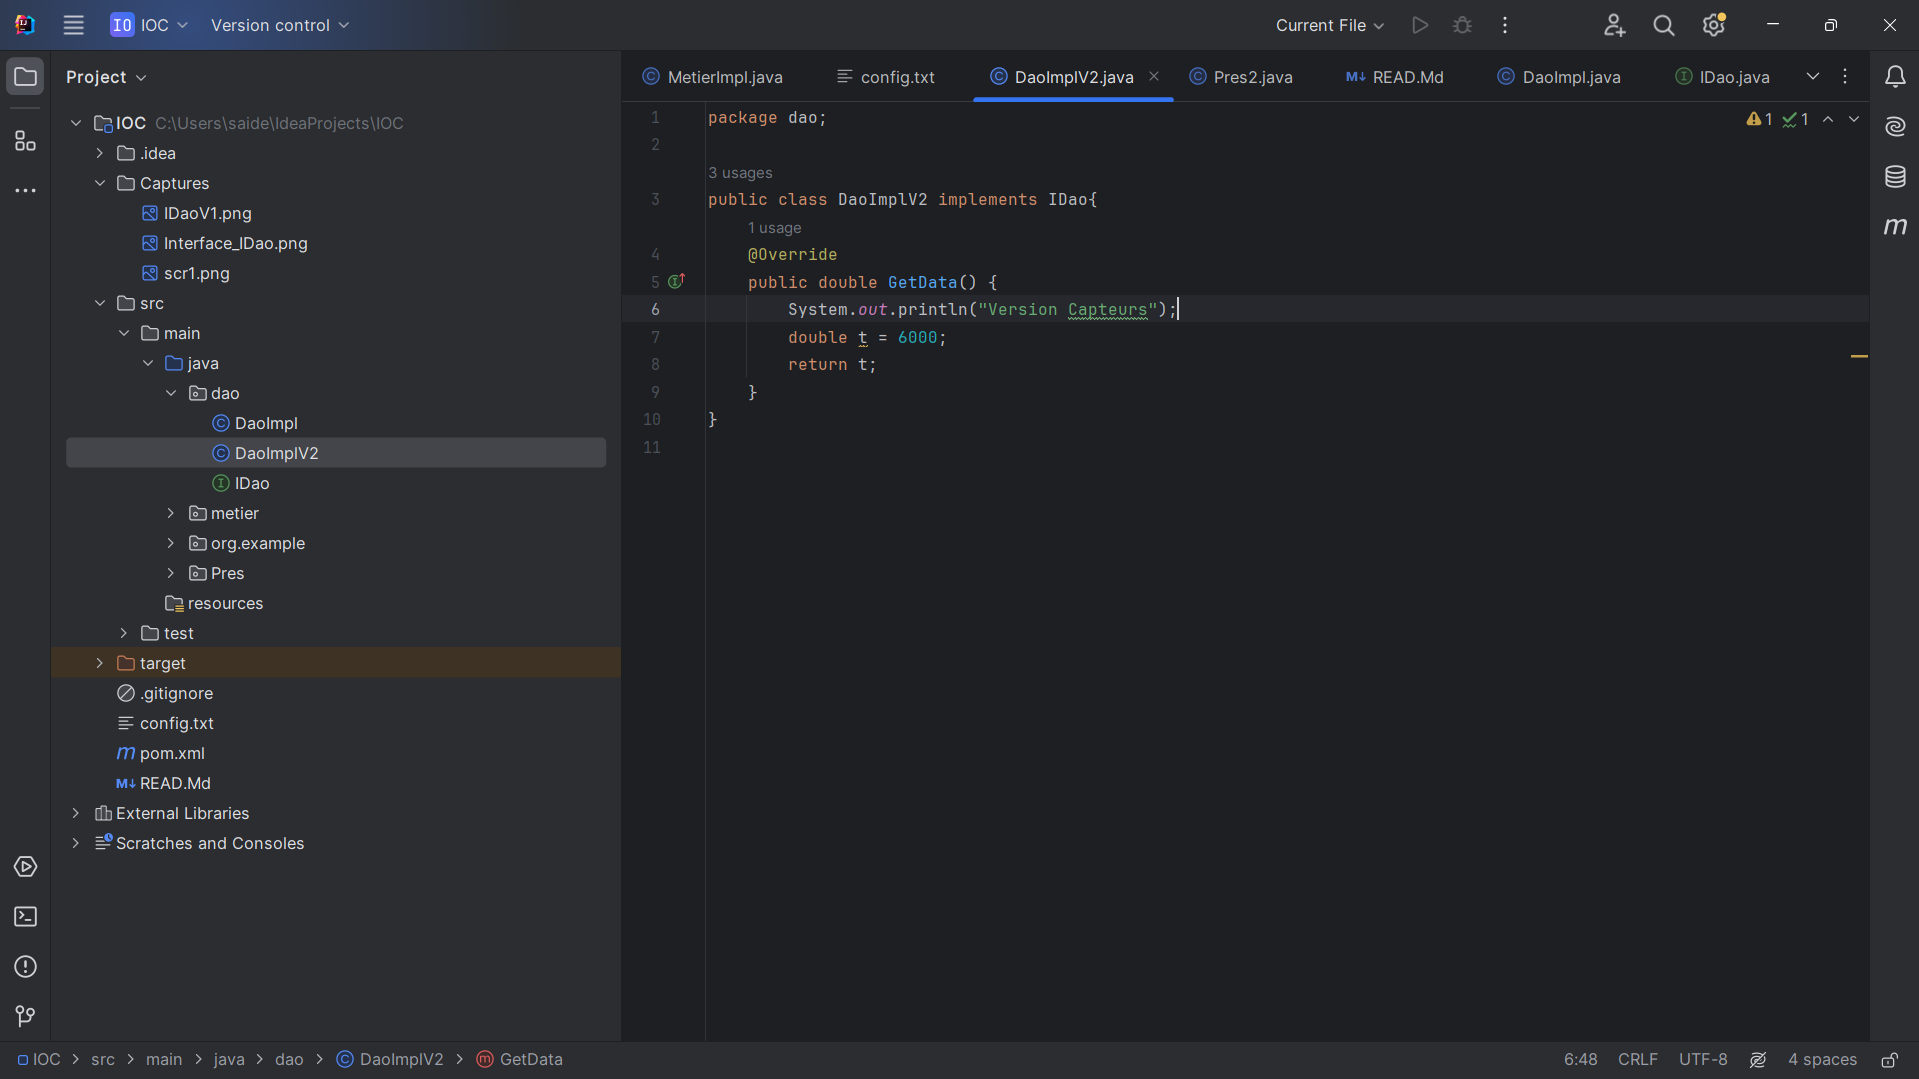 IO IOC Version control Current File
Project
MetierImpl.java config.txt DaoImplV2.java Pres2.java READ.Md DaoImpl.java IDao.java
IOC C:\Users\saide\IdeaProjects\IOC
.idea
Captures
IDaoV1.png
Interface_IDao.png
scr1.png
src
main
java
dao
DaoImpl
DaoImplV2
IDao
metier
org.example
Pres
resources
test
target
.gitignore
config.txt
pom.xml
READ.Md
External Libraries
Scratches and Consoles
1 package dao;
2
3 usages
3 public class DaoImplV2 implements IDao{
1 usage
4 @Override
5 public double GetData() {
6 System.out.println("Version Capteurs");
7 double t = 6000;
8 return t;
9 }
10 }
11
1 1
IOC > src > main > java > dao > DaoImplV2 > GetData
6:48 CRLF UTF-8 4 spaces